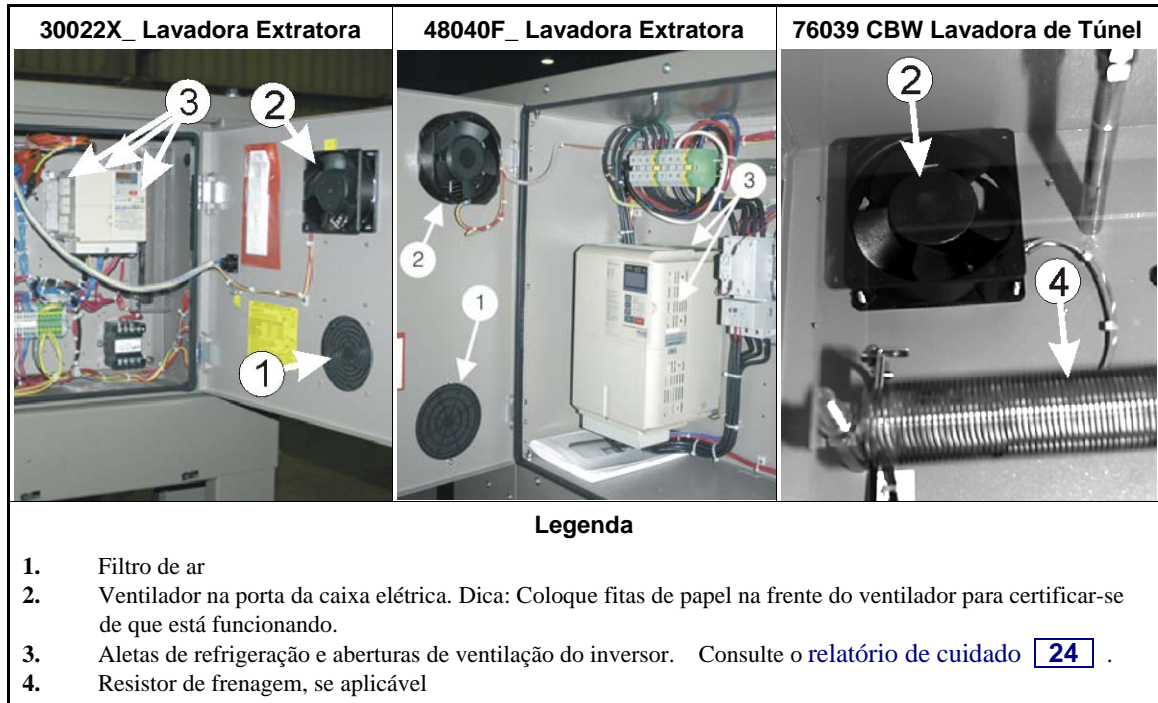 30022X_ Lavadora Extratora
48040F_ Lavadora Extratora
76039 CBW Lavadora de Túnel
3
2
1
2
1
3
2
4
Legenda
1. Filtro de ar
2. Ventilador na porta da caixa elétrica. Dica: Coloque fitas de papel na frente do ventilador para certificar-se
de que está funcionando.
3. Aletas de refrigeração e aberturas de ventilação do inversor. Consulte o relatório de cuidado 24 .
4. Resistor de frenagem, se aplicável